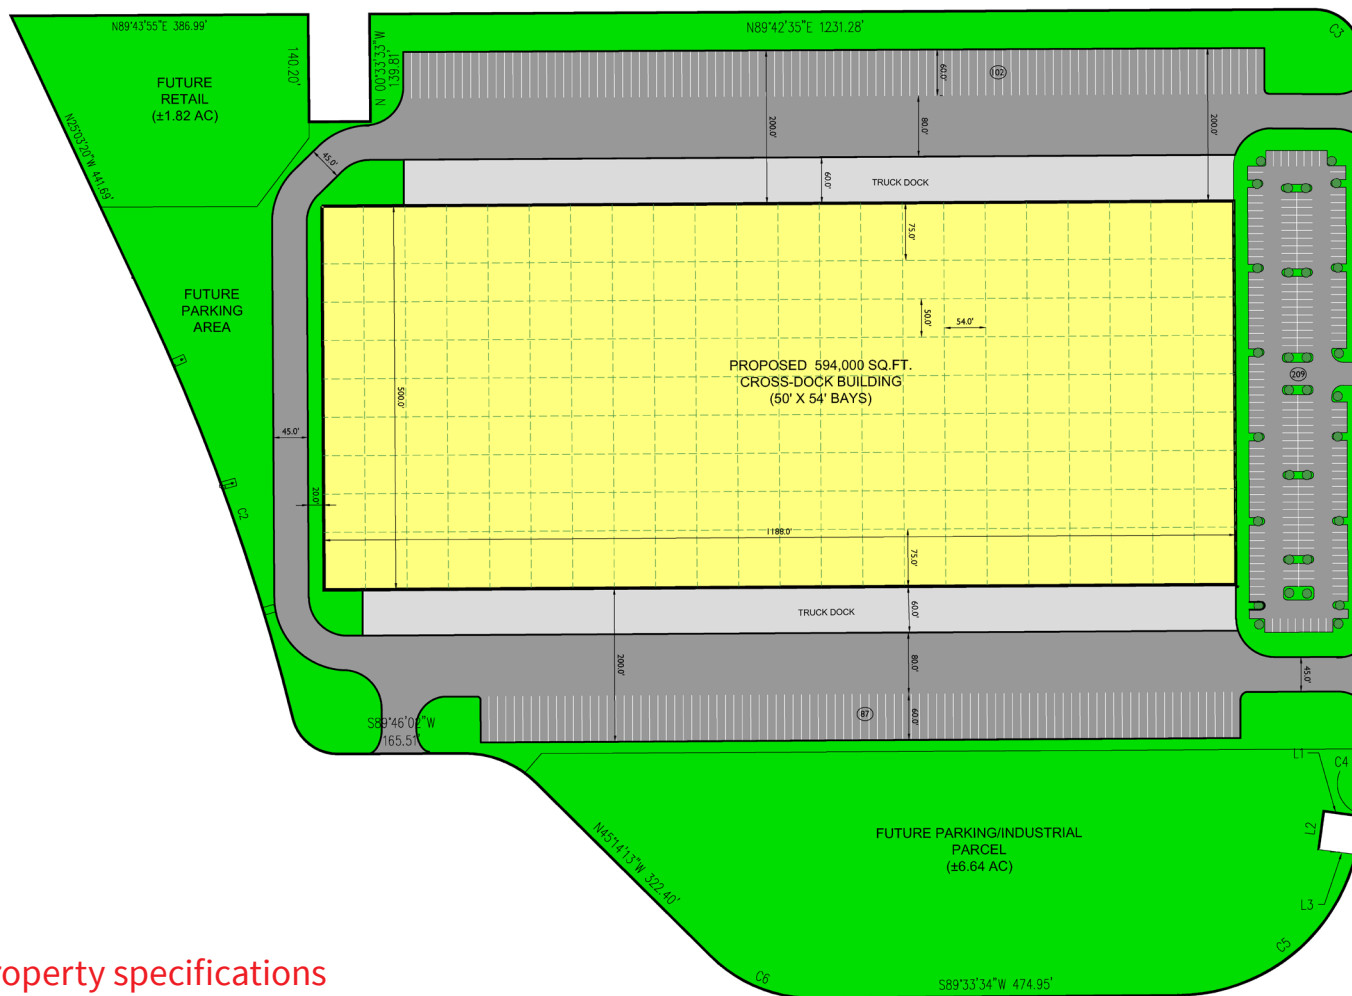 N89°43'55"E 386.99'
N89°42'35"E 1231.28'
C3
140.20'
N 00°33'33" W
139.81'
FUTURE
RETAIL
(±1.82 AC)
60.0'
102
N25°03'20"W 441.69'
45.0'
200.0'
80.0'
200.0'
60.0'
TRUCK DOCK
75.0'
FUTURE
PARKING
AREA
50.0'
54.0'
PROPOSED 594,000 SQ.FT.
CROSS-DOCK BUILDING
(50' X 54' BAYS)
209
500.0'
45.0'
20.0'
C2
1188.0'
75.0'
TRUCK DOCK
60.0'
200.0'
80.0'
45.0'
87
60.0'
S89°46'02"W
165.51'
L1
C4
L2
FUTURE PARKING/INDUSTRIAL
PARCEL
(±6.64 AC)
N45°14'13"W 322.40'
L3
C5
C6
S89°33'34"W 474.95'
roperty specifications